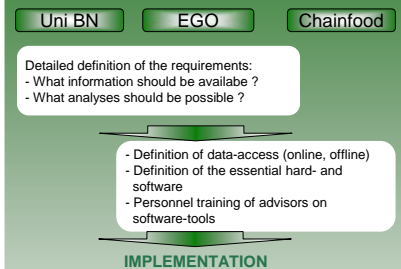 Uni BN EGO Chainfood
Detailed definition of the requirements:
- What information should be availabe ?
- What analyses should be possible ?
- Definition of data-access (online, offline)
- Definition of the essential hard- and
software
- Personnel training of advisors on
software-tools
IMPLEMENTATION